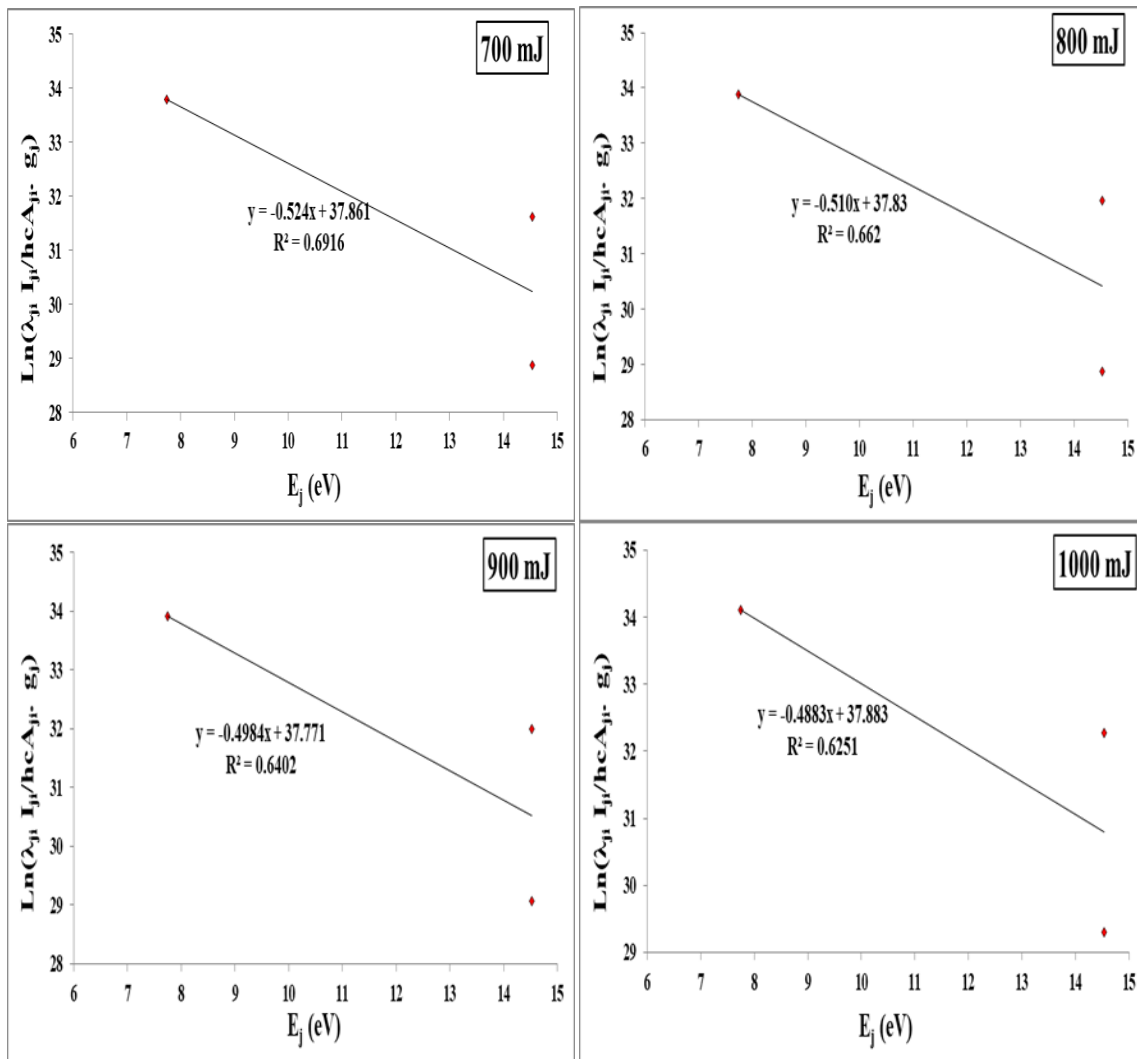 700 mJ
Ln(λji Iji/hcAji- gj)
35
34
33
32
31
30
29
28
y = -0.524x + 37.861
R² = 0.6916
6 7 8 9 10 11 12 13 14 15
Ej (eV)
800 mJ
Ln(λji Iji/hcAji- gj)
35
34
33
32
31
30
29
28
y = -0.510x + 37.83
R² = 0.662
6 7 8 9 10 11 12 13 14 15
Ej (eV)
900 mJ
Ln(λji Iji/hcAji- gj)
35
34
33
32
31
30
29
28
y = -0.4984x + 37.771
R² = 0.6402
6 7 8 9 10 11 12 13 14 15
Ej (eV)
1000 mJ
Ln(λji Iji/hcAji- gj)
35
34
33
32
31
30
29
y = -0.4883x + 37.883
R² = 0.6251
6 7 8 9 10 11 12 13 14 15
Ej (eV)